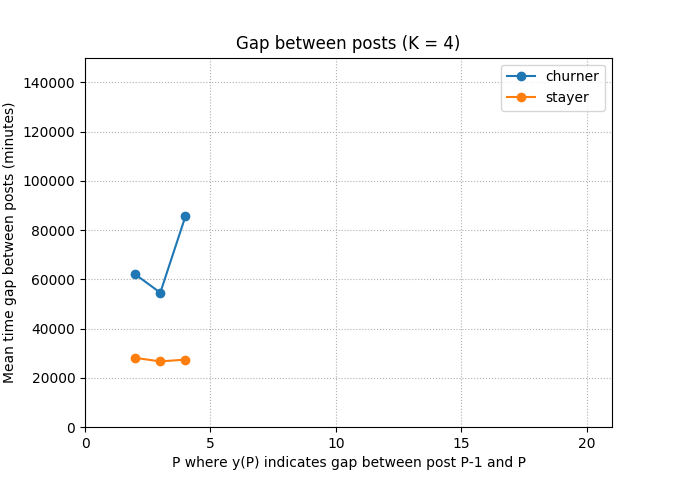 Gap between posts (K = 4)
churner
stayer
Mean time gap between posts (minutes)
140000
120000
100000
80000
60000
40000
20000
0
0 5 10 15 20
P where y(P) indicates gap between post P-1 and P